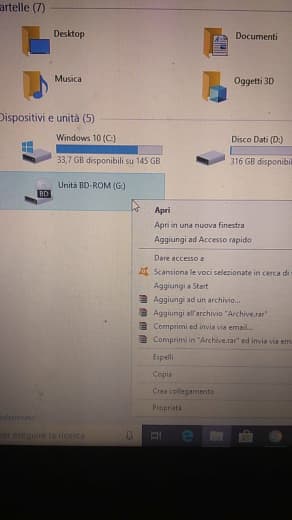 artelle (7)
Desktop
Documenti
Musica
Oggetti 3D
Dispositivi e unità (5)
Windows 10 (C:)
33,7 GB disponibili su 145 GB
Disco Dati (D:)
316 GB disponibil
Unità BD-ROM (G:)
BD
Apri
Apri in una nuova finestra
Aggiungi ad Accesso rapido
Dare accesso a
Scansiona le voci selezionate in cerca di
Aggiungi a Start
Aggiungi ad un archivio...
Aggiungi all'archivio "Archive.rar"
Comprimi ed invia via email...
Comprimi in "Archive.rar" ed invia via em
Espelli
Copia
Crea collegamento
Proprietà
per eseguire la ricerca